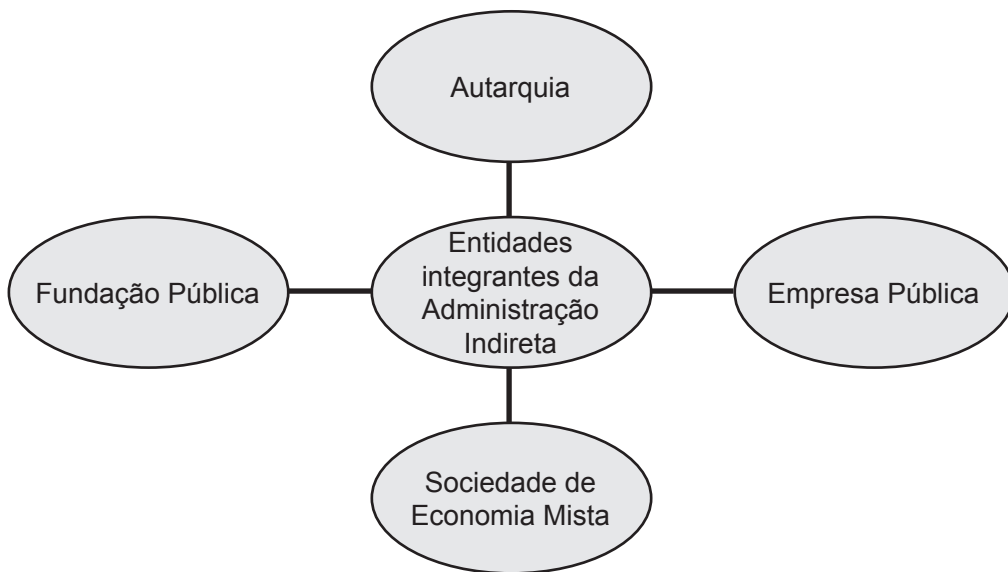 Autarquia
Fundação Pública
Entidades
integrantes da
Administração
Indireta
Empresa Pública
Sociedade de
Economia Mista